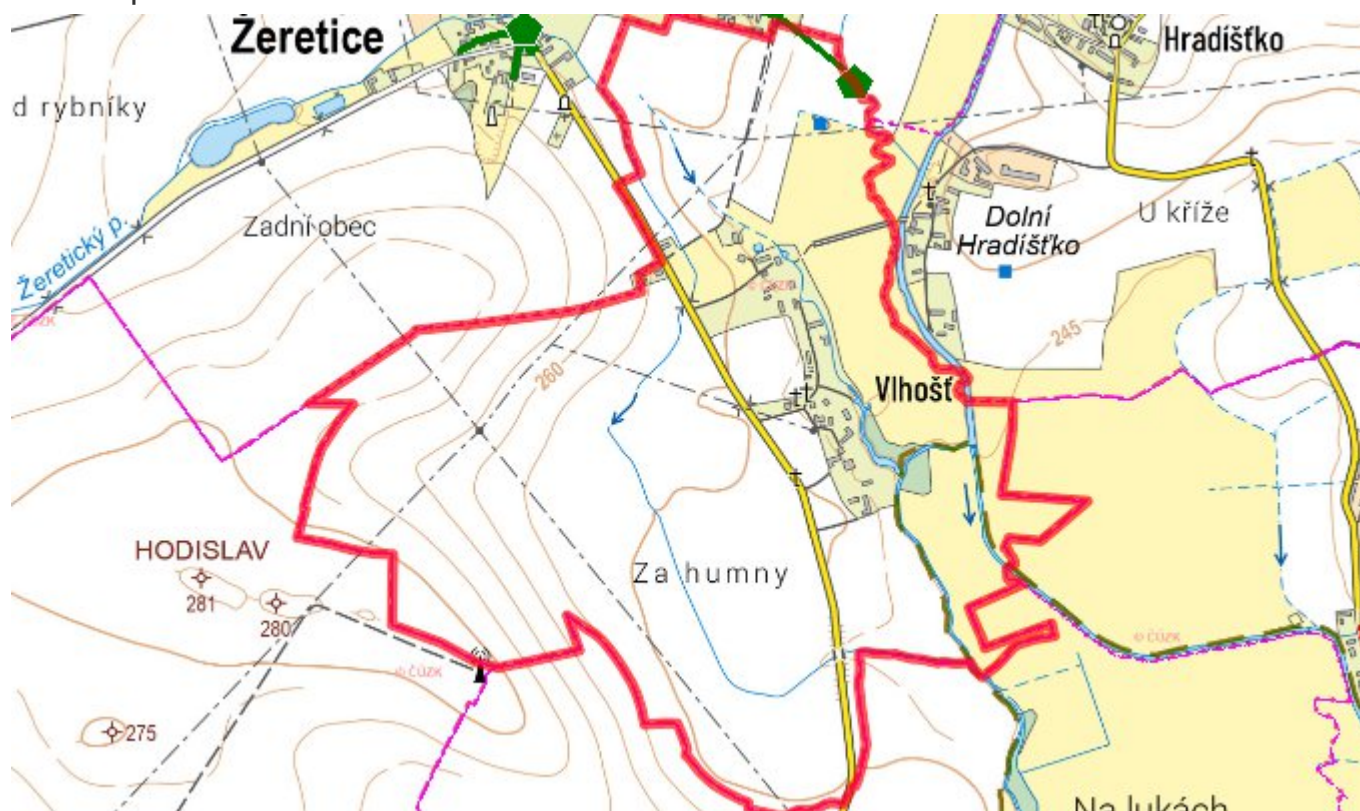 Žeretice
Hradíšťko
d rybníky
Zadní obec
Žeretický p.
Dolní
Hradíšťko
U kříže
© ČÚZK
© ČÚZK
245
260
Vlhošť
HODISLAV
281
280
Za humny
© ČÚZK
© ČÚZK
275
Na lukách